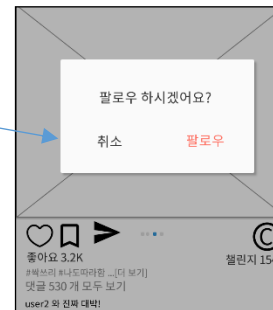 팔로우 하시겠어요?
취소 팔로우
좋아요 3.2K
챌린지 154
#싹쓰리 #나도따라함 ...[더 보기]
댓글 530 개 모두 보기
user2 와 진짜 대박!